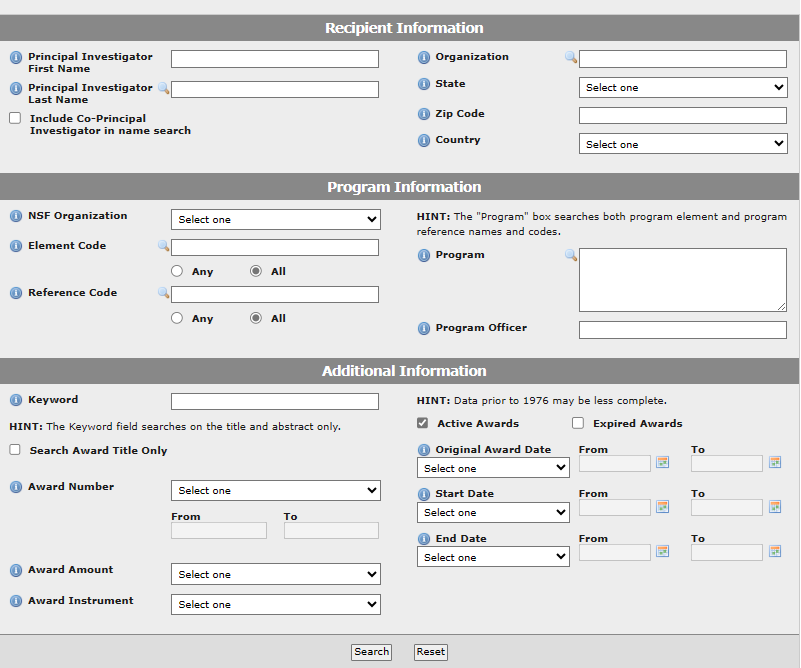 Recipient Information
Principal Investigator
First Name
Principal Investigator
Last Name
Include Co-Principal
Investigator in name search
Organization
State
Select one
Zip Code
Country
Select one
Program Information
NSF Organization
Select one
Element Code
Any
All
Reference Code
Any
All
HINT: The "Program" box searches both program element and program
reference names and codes.
Program
Program Officer
Additional Information
Keyword
HINT: The Keyword field searches on the title and abstract only.
Search Award Title Only
Award Number
Select one
From
To
Award Amount
Select one
Award Instrument
Select one
HINT: Data prior to 1976 may be less complete.
Active Awards
Expired Awards
Original Award Date
From
To
Select one
Start Date
From
To
Select one
End Date
From
To
Select one
Search
Reset